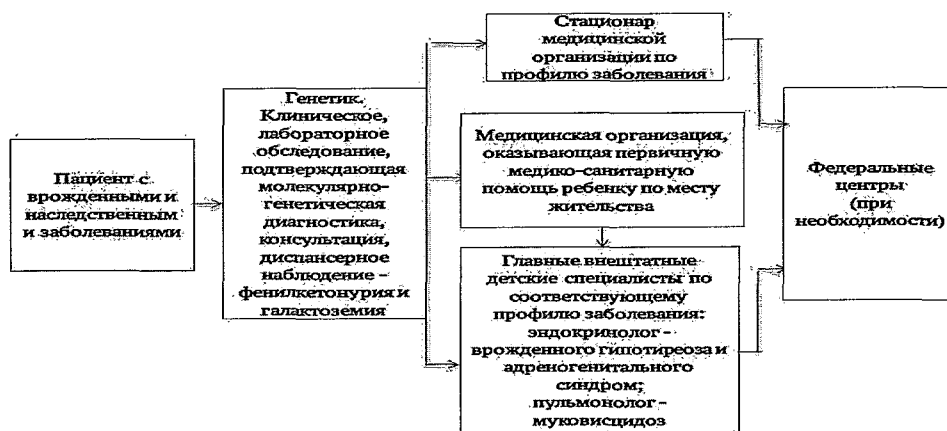 Пациент с
врожденными и
наследственным
и заболеваниями
Генетик.
Клиническое,
лабораторное
обследование,
подтверждающая
молекулярно-
генетическая
диагностика,
консультация,
диспансерное
наблюдение –
фенилкетонурия и
галактоземия
Стационар
медицинской
организации по
профилю заболевания
Медицинская организация,
оказывающая первичную
медико-санитарную
помощь ребенку по месту
жительства
Главные внештатные
детские специалисты по
соответствующему
профилю заболевания:
эндокринолог –
врожденного гипотиреоза и
адреногенитального
синдром;
пульмонолог –
муковисцидоз
Федеральные
центры
(при
необходимости)